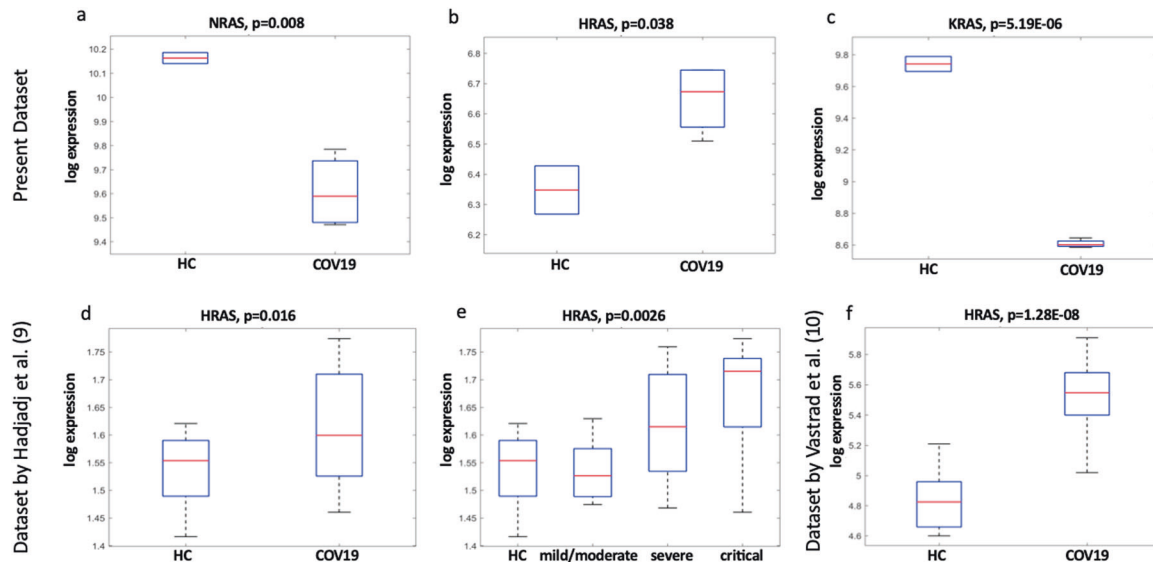 Present Dataset
a
NRAS, p=0.008
log expression
10.2
10.1
10
9.9
9.8
9.7
9.6
9.5
9.4
HC
COV19
b
HRAS, p=0.038
log expression
6.8
6.7
6.6
6.5
6.4
6.3
6.2
HC
COV19
c
KRAS, p=5.19E-06
log expression
9.8
9.6
9.4
9.2
9
8.8
8.6
HC
COV19
Dataset by Hadjadj et al. (9)
d
HRAS, p=0.016
log expression
1.75
1.7
1.65
1.6
1.55
1.5
1.45
1.4
HC
COV19
e
HRAS, p=0.0026
log expression
1.75
1.7
1.65
1.6
1.55
1.5
1.45
1.4
HC
mild/moderate
severe
critical
Dataset by Vastrad et al. (10)
f
HRAS, p=1.28E-08
log expression
5.8
5.6
5.4
5.2
5
4.8
4.6
HC
COV19